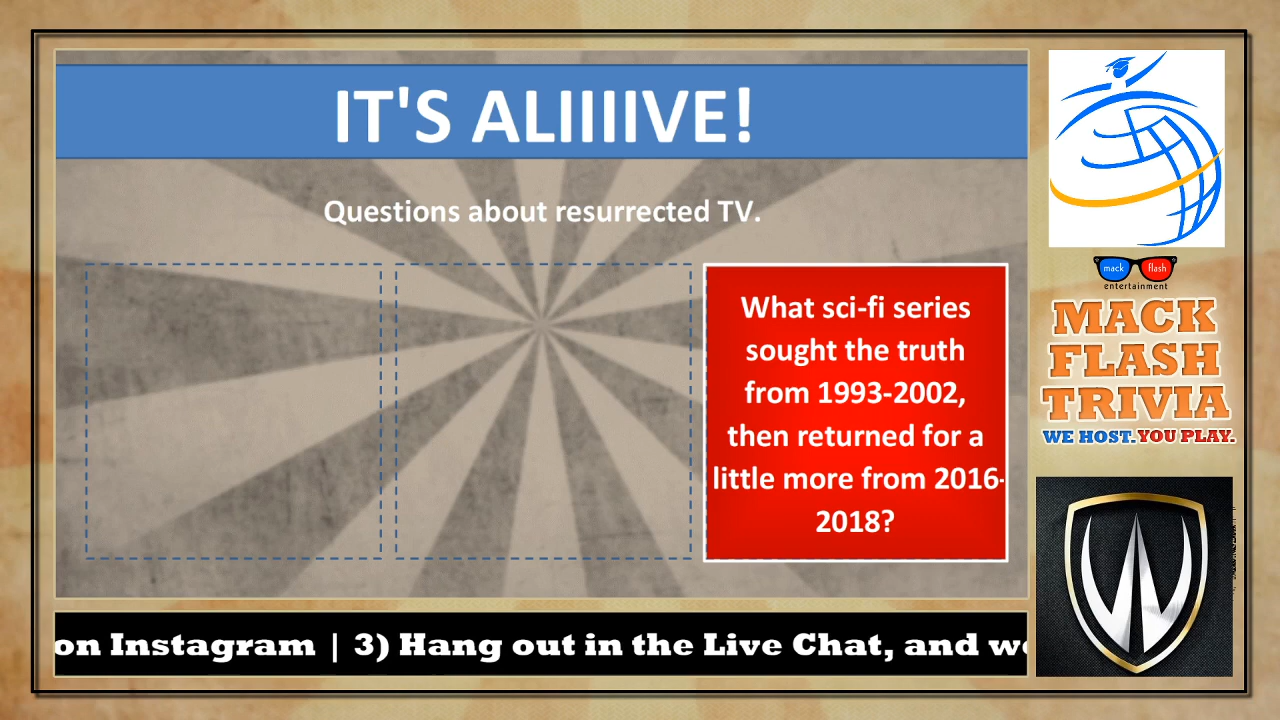 IT'S ALIIIIVE!
Questions about resurrected TV.
What sci-fi series
sought the truth
from 1993-2002,
then returned for a
little more from 2016-
2018?
mack flash
entertainment
MACK
FLASH
TRIVIA
WE HOST. YOU PLAY.
on Instagram | 3) Hang out in the Live Chat, and we